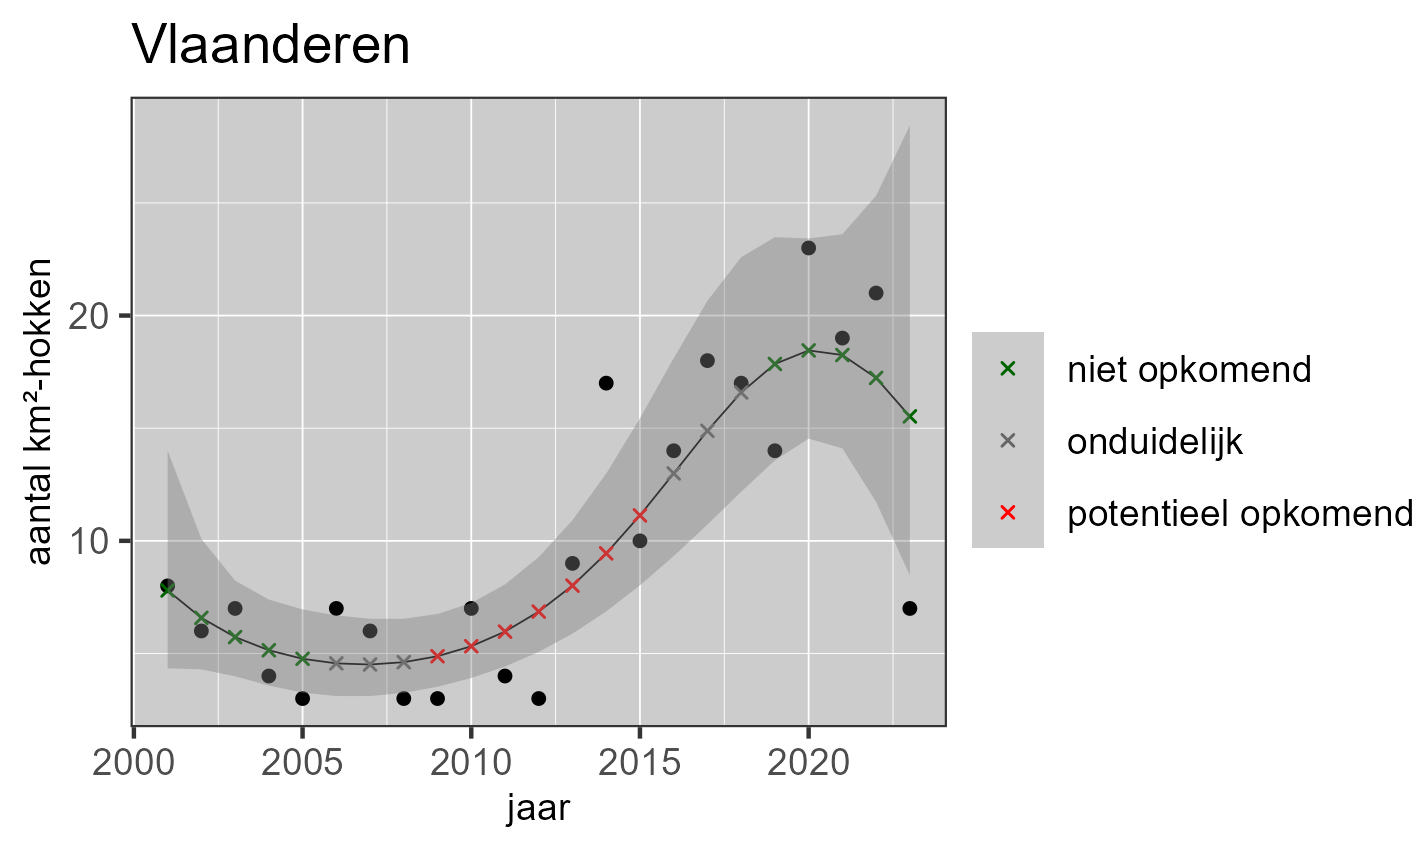 Vlaanderen
aantal km²-hokken
20
10
2000 2005 2010 2015 2020
jaar
niet opkomend
onduidelijk
potentieel opkomend